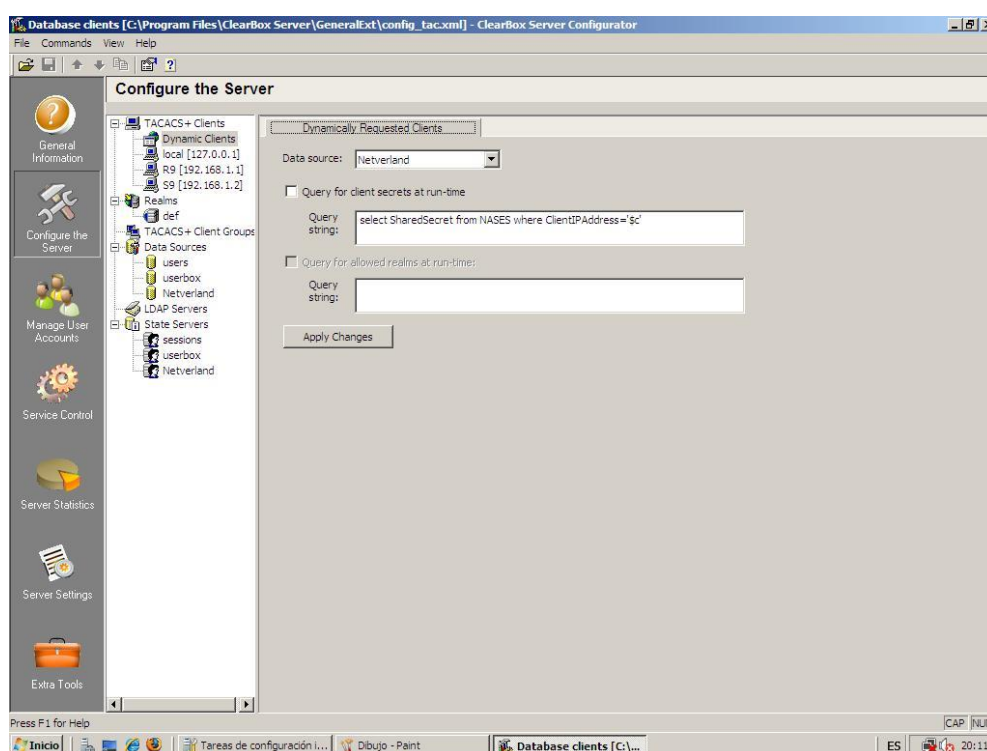 Database clients [C:\Program Files\ClearBox Server\GeneralExt\config_tac.xml] - ClearBox Server Configurator
File Commands View Help
Configure the Server
General
Information
Configure the
Server
Manage User
Accounts
Service Control
Server Statistics
Server Settings
Extra Tools
TACACS+ Clients
Dynamic Clients
local [127.0.0.1]
R9 [192.168.1.1]
S9 [192.168.1.2]
Realms
def
TACACS+ Client Groups
Data Sources
users
userbox
Netverland
LDAP Servers
State Servers
sessions
userbox
Netverland
Dynamically Requested Clients
Data source: Netverland
Query for client secrets at run-time
Query
string:
select SharedSecret from NASES where ClientIPAddress='$c'
Query for allowed realms at run-time:
Query
string:
Apply Changes
Press F1 for Help
CAP NU
Inicio
Tareas de configuración i...
Dibujo - Paint
Database clients [C:\...
ES
20:11